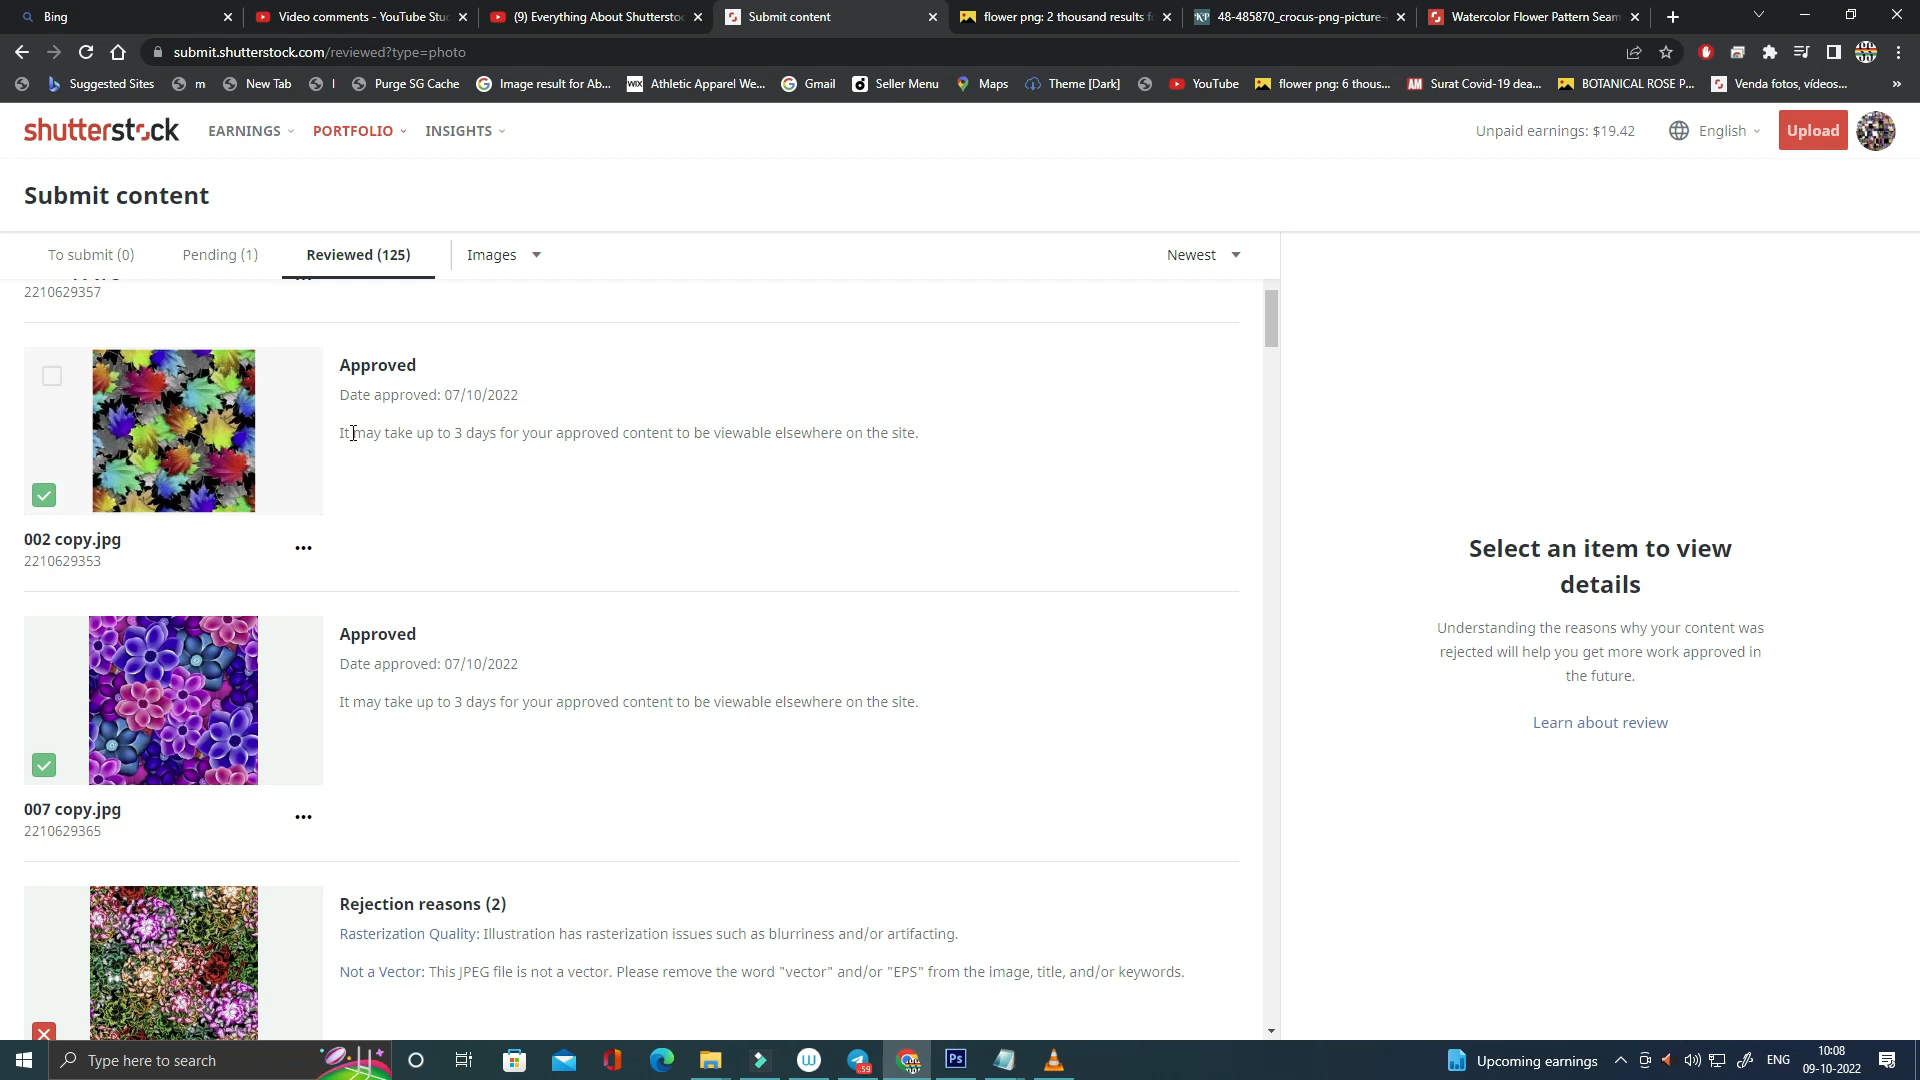 Bing
Video comments - YouTube Stu
(9) Everything About Shuttersto
Submit content
flower png: 2 thousand results f
48-485870_crocus-png-picture-
Watercolor Flower Pattern Seam
submit.shutterstock.com/reviewed?type=photo
Suggested Sites
m
New Tab
I
Purge SG Cache
Image result for Ab...
WIX
Athletic Apparel We...
Gmail
Seller Menu
Maps
Theme [Dark]
YouTube
flower png: 6 thous...
AM
Surat Covid-19 dea...
BOTANICAL ROSE P...
Venda fotos, vídeos...
»
shutterstock
EARNINGS
PORTFOLIO
INSIGHTS
Unpaid earnings: $19.42
English
Upload
Submit content
To submit (0)
Pending (1)
Reviewed (125)
Images
Newest
2210629357
Approved
Date approved: 07/10/2022
It may take up to 3 days for your approved content to be viewable elsewhere on the site.
002 copy.jpg
2210629353
Approved
Date approved: 07/10/2022
It may take up to 3 days for your approved content to be viewable elsewhere on the site.
007 copy.jpg
2210629365
Rejection reasons (2)
Rasterization Quality: Illustration has rasterization issues such as blurriness and/or artifacting.
Not a Vector: This JPEG file is not a vector. Please remove the word "vector" and/or "EPS" from the image, title, and/or keywords.
Select an item to view
details
Understanding the reasons why your content was
rejected will help you get more work approved in
the future.
Learn about review
Type here to search
59
Ps
Upcoming earnings
ENG
10:08
09-10-2022